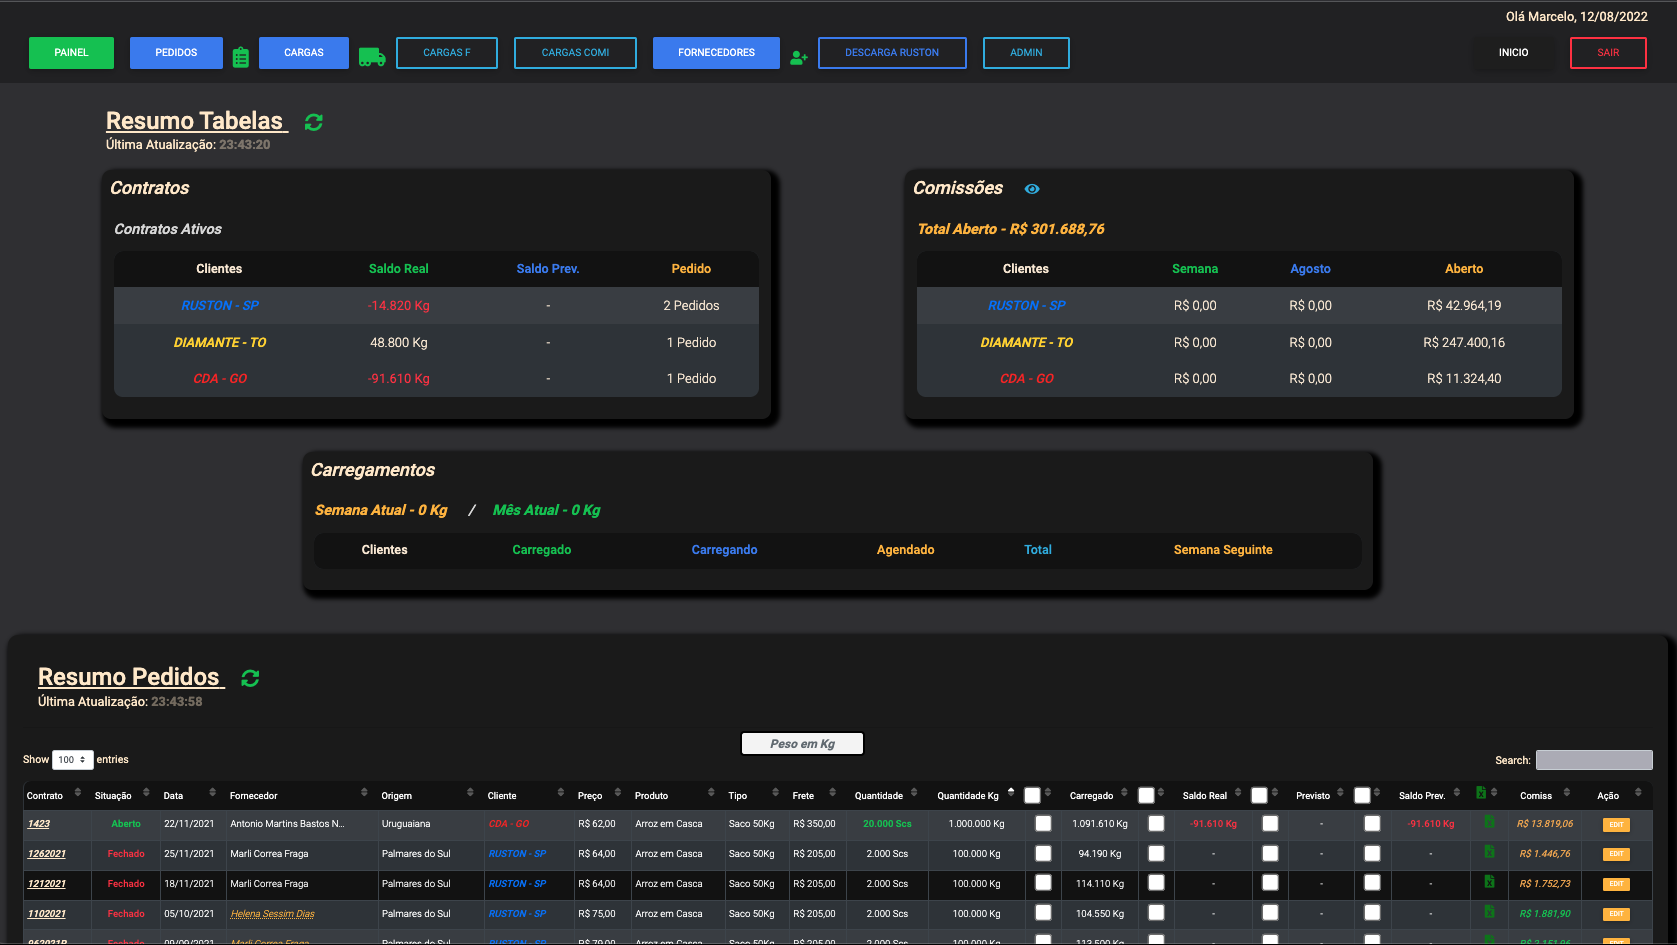 Olá Marcelo, 12/08/2022
PAINEL PEDIDOS CARGAS CARGAS F CARGAS COMI FORNECEDORES DESCARGA RUSTON ADMIN INICIO SAIR
Resumo Tabelas
Última Atualização: 23:43:20
Contratos
Contratos Ativos
Clientes Saldo Real Saldo Prev. Pedido
RUSTON - SP -14.820 Kg - 2 Pedidos
DIAMANTE - TO 48.800 Kg - 1 Pedido
CDA - GO -91.610 Kg - 1 Pedido
Comissões
Total Aberto - R$ 301.688,76
Clientes Semana Agosto Aberto
RUSTON - SP R$ 0,00 R$ 0,00 R$ 42.964,19
DIAMANTE - TO R$ 0,00 R$ 0,00 R$ 247.400,16
CDA - GO R$ 0,00 R$ 0,00 R$ 11.324,40
Carregamentos
Semana Atual - 0 Kg / Mês Atual - 0 Kg
Clientes Carregado Carregando Agendado Total Semana Seguinte
Resumo Pedidos
Última Atualização: 23:43:58
Peso em Kg
Show 100 entries Search:
Contrato Situação Data Fornecedor Origem Cliente Preço Produto Tipo Frete Quantidade Quantidade Kg Carregado Saldo Real Previsto Saldo Prev. Comiss Ação
1423 Aberto 22/11/2021 Antonio Martins Bastos N... Uruguaiana CDA - GO R$ 62,00 Arroz em Casca Saco 50Kg R$ 350,00 20.000 Scs 1.000.000 Kg 1.091.610 Kg -91.610 Kg - -91.610 Kg R$ 13.819,06 EDIT
1262021 Fechado 25/11/2021 Marli Correa Fraga Palmares do Sul RUSTON - SP R$ 64,00 Arroz em Casca Saco 50Kg R$ 205,00 2.000 Scs 100.000 Kg 94.190 Kg - - - R$ 1.446,76 EDIT
1212021 Fechado 18/11/2021 Marli Correa Fraga Palmares do Sul RUSTON - SP R$ 64,00 Arroz em Casca Saco 50Kg R$ 205,00 2.000 Scs 100.000 Kg 114.110 Kg - - - R$ 1.752,73 EDIT
1102021 Fechado 05/10/2021 Helena Sessim Dias Palmares do Sul RUSTON - SP R$ 75,00 Arroz em Casca Saco 50Kg R$ 205,00 2.000 Scs 100.000 Kg 104.550 Kg - - - R$ 1.881,90 EDIT
962021B Fechado 09/09/2021 Marli Correa Fraga Palmares do Sul RUSTON - SP R$ 79,00 Arroz em Casca Saco 50Kg R$ 205,00 2.000 Scs 100.000 Kg 113.500 Kg